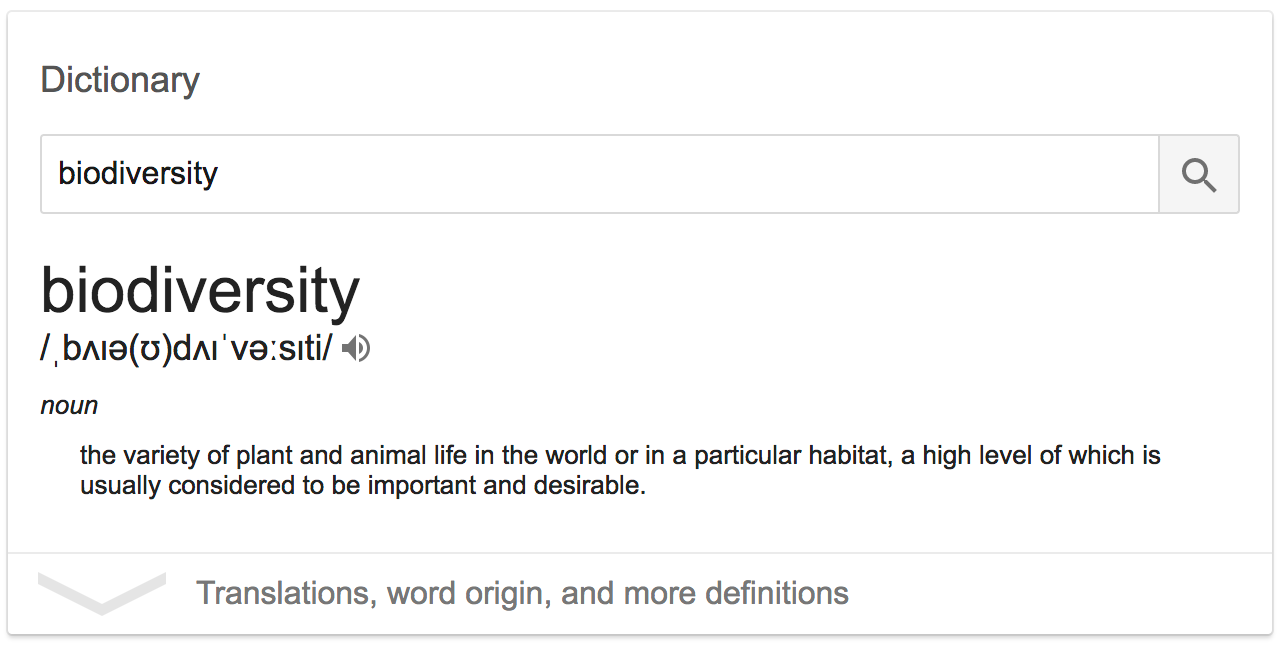 Dictionary
biodiversity
biodiversity
/ˌbʌɪə(ʊ)dʌɪˈvəːsɪti/
noun
the variety of plant and animal life in the world or in a particular habitat, a high level of which is
usually considered to be important and desirable.
Translations, word origin, and more definitions